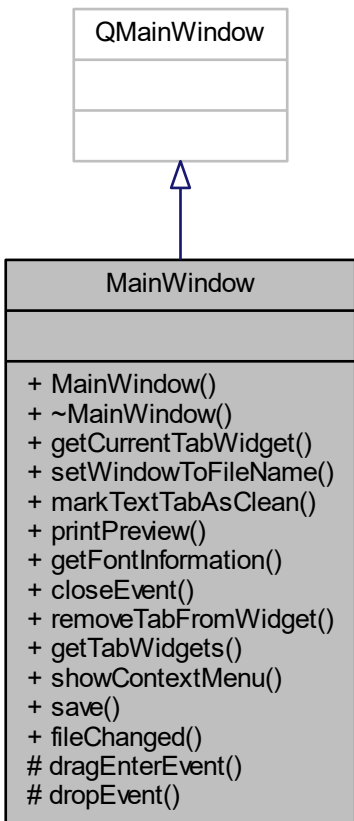 QMainWindow
MainWindow
+ MainWindow()
+ ~MainWindow()
+ getCurrentTabWidget()
+ setWindowToFileName()
+ markTextTabAsClean()
+ printPreview()
+ getFontInformation()
+ closeEvent()
+ removeTabFromWidget()
+ getTabWidgets()
+ showContextMenu()
+ save()
+ fileChanged()
# dragEnterEvent()
# dropEvent()